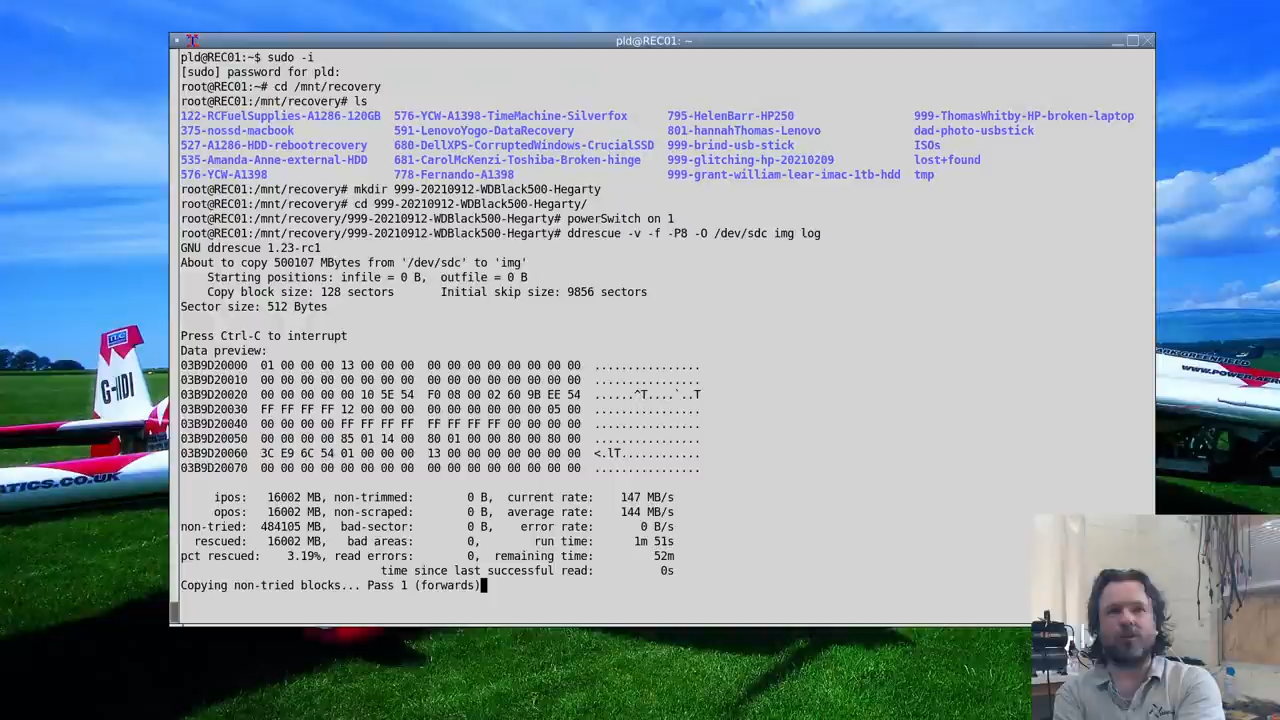 pld@REC01: ~
pld@REC01:~$ sudo -i
[sudo] password for pld:
root@REC01:~# cd /mnt/recovery
root@REC01:/mnt/recovery# ls
122-RCFuelSupplies-A1286-120GB 576-YCW-A1398-TimeMachine-Silverfox 795-HelenBarr-HP250 999-ThomasWhitby-HP-broken-laptop
375-nossd-macbook 591-LenovoYogo-DataRecovery 801-hannahThomas-Lenovo dad-photo-usbstick
527-A1286-HDD-rebootrecovery 680-DellXPS-CorruptedWindows-CrucialSSD 999-brind-usb-stick ISOs
535-Amanda-Anne-external-HDD 681-CarolMcKenzi-Toshiba-Broken-hinge 999-glitching-hp-20210209 lost+found
576-YCW-A1398 778-Fernando-A1398 999-grant-william-lear-imac-1tb-hdd tmp
root@REC01:/mnt/recovery# mkdir 999-20210912-WDBlack500-Hegarty
root@REC01:/mnt/recovery# cd 999-20210912-WDBlack500-Hegarty/
root@REC01:/mnt/recovery/999-20210912-WDBlack500-Hegarty# powerSwitch on 1
root@REC01:/mnt/recovery/999-20210912-WDBlack500-Hegarty# ddrescue -v -f -P8 -O /dev/sdc img log
GNU ddrescue 1.23-rc1
About to copy 500107 MBytes from '/dev/sdc' to 'img'
Starting positions: infile = 0 B, outfile = 0 B
Copy block size: 128 sectors Initial skip size: 9856 sectors
Sector size: 512 Bytes
Press Ctrl-C to interrupt
Data preview:
03B9D20000 01 00 00 00 13 00 00 00 00 00 00 00 00 00 00 00 ................
03B9D20010 00 00 00 00 00 00 00 00 00 00 00 00 00 00 00 00 ................
03B9D20020 00 00 00 00 00 10 5E 54 F0 08 00 02 60 9B EE 54 ......^T....`..T
03B9D20030 FF FF FF FF 12 00 00 00 00 00 00 00 00 00 05 00 ................
03B9D20040 00 00 00 00 00 FF FF FF FF FF FF FF FF 00 00 00 ................
03B9D20050 00 00 00 00 85 01 14 00 80 01 00 00 80 00 80 00 ................
03B9D20060 3C E9 6C 54 01 00 00 00 13 00 00 00 00 00 00 00 <.lT............
03B9D20070 00 00 00 00 00 00 00 00 00 00 00 00 00 00 00 00 ................
ipos: 16002 MB, non-trimmed: 0 B, current rate: 147 MB/s
opos: 16002 MB, non-scraped: 0 B, average rate: 144 MB/s
non-tried: 484105 MB, bad-sector: 0 B, error rate: 0 B/s
rescued: 16002 MB, bad areas: 0, run time: 1m 51s
pct rescued: 3.19%, read errors: 0, remaining time: 52m
time since last successful read: 0s
Copying non-tried blocks... Pass 1 (forwards)
G-IIDI
ATICS.CO.UK
ARK GREENFIELD
WWW.POWER-AE